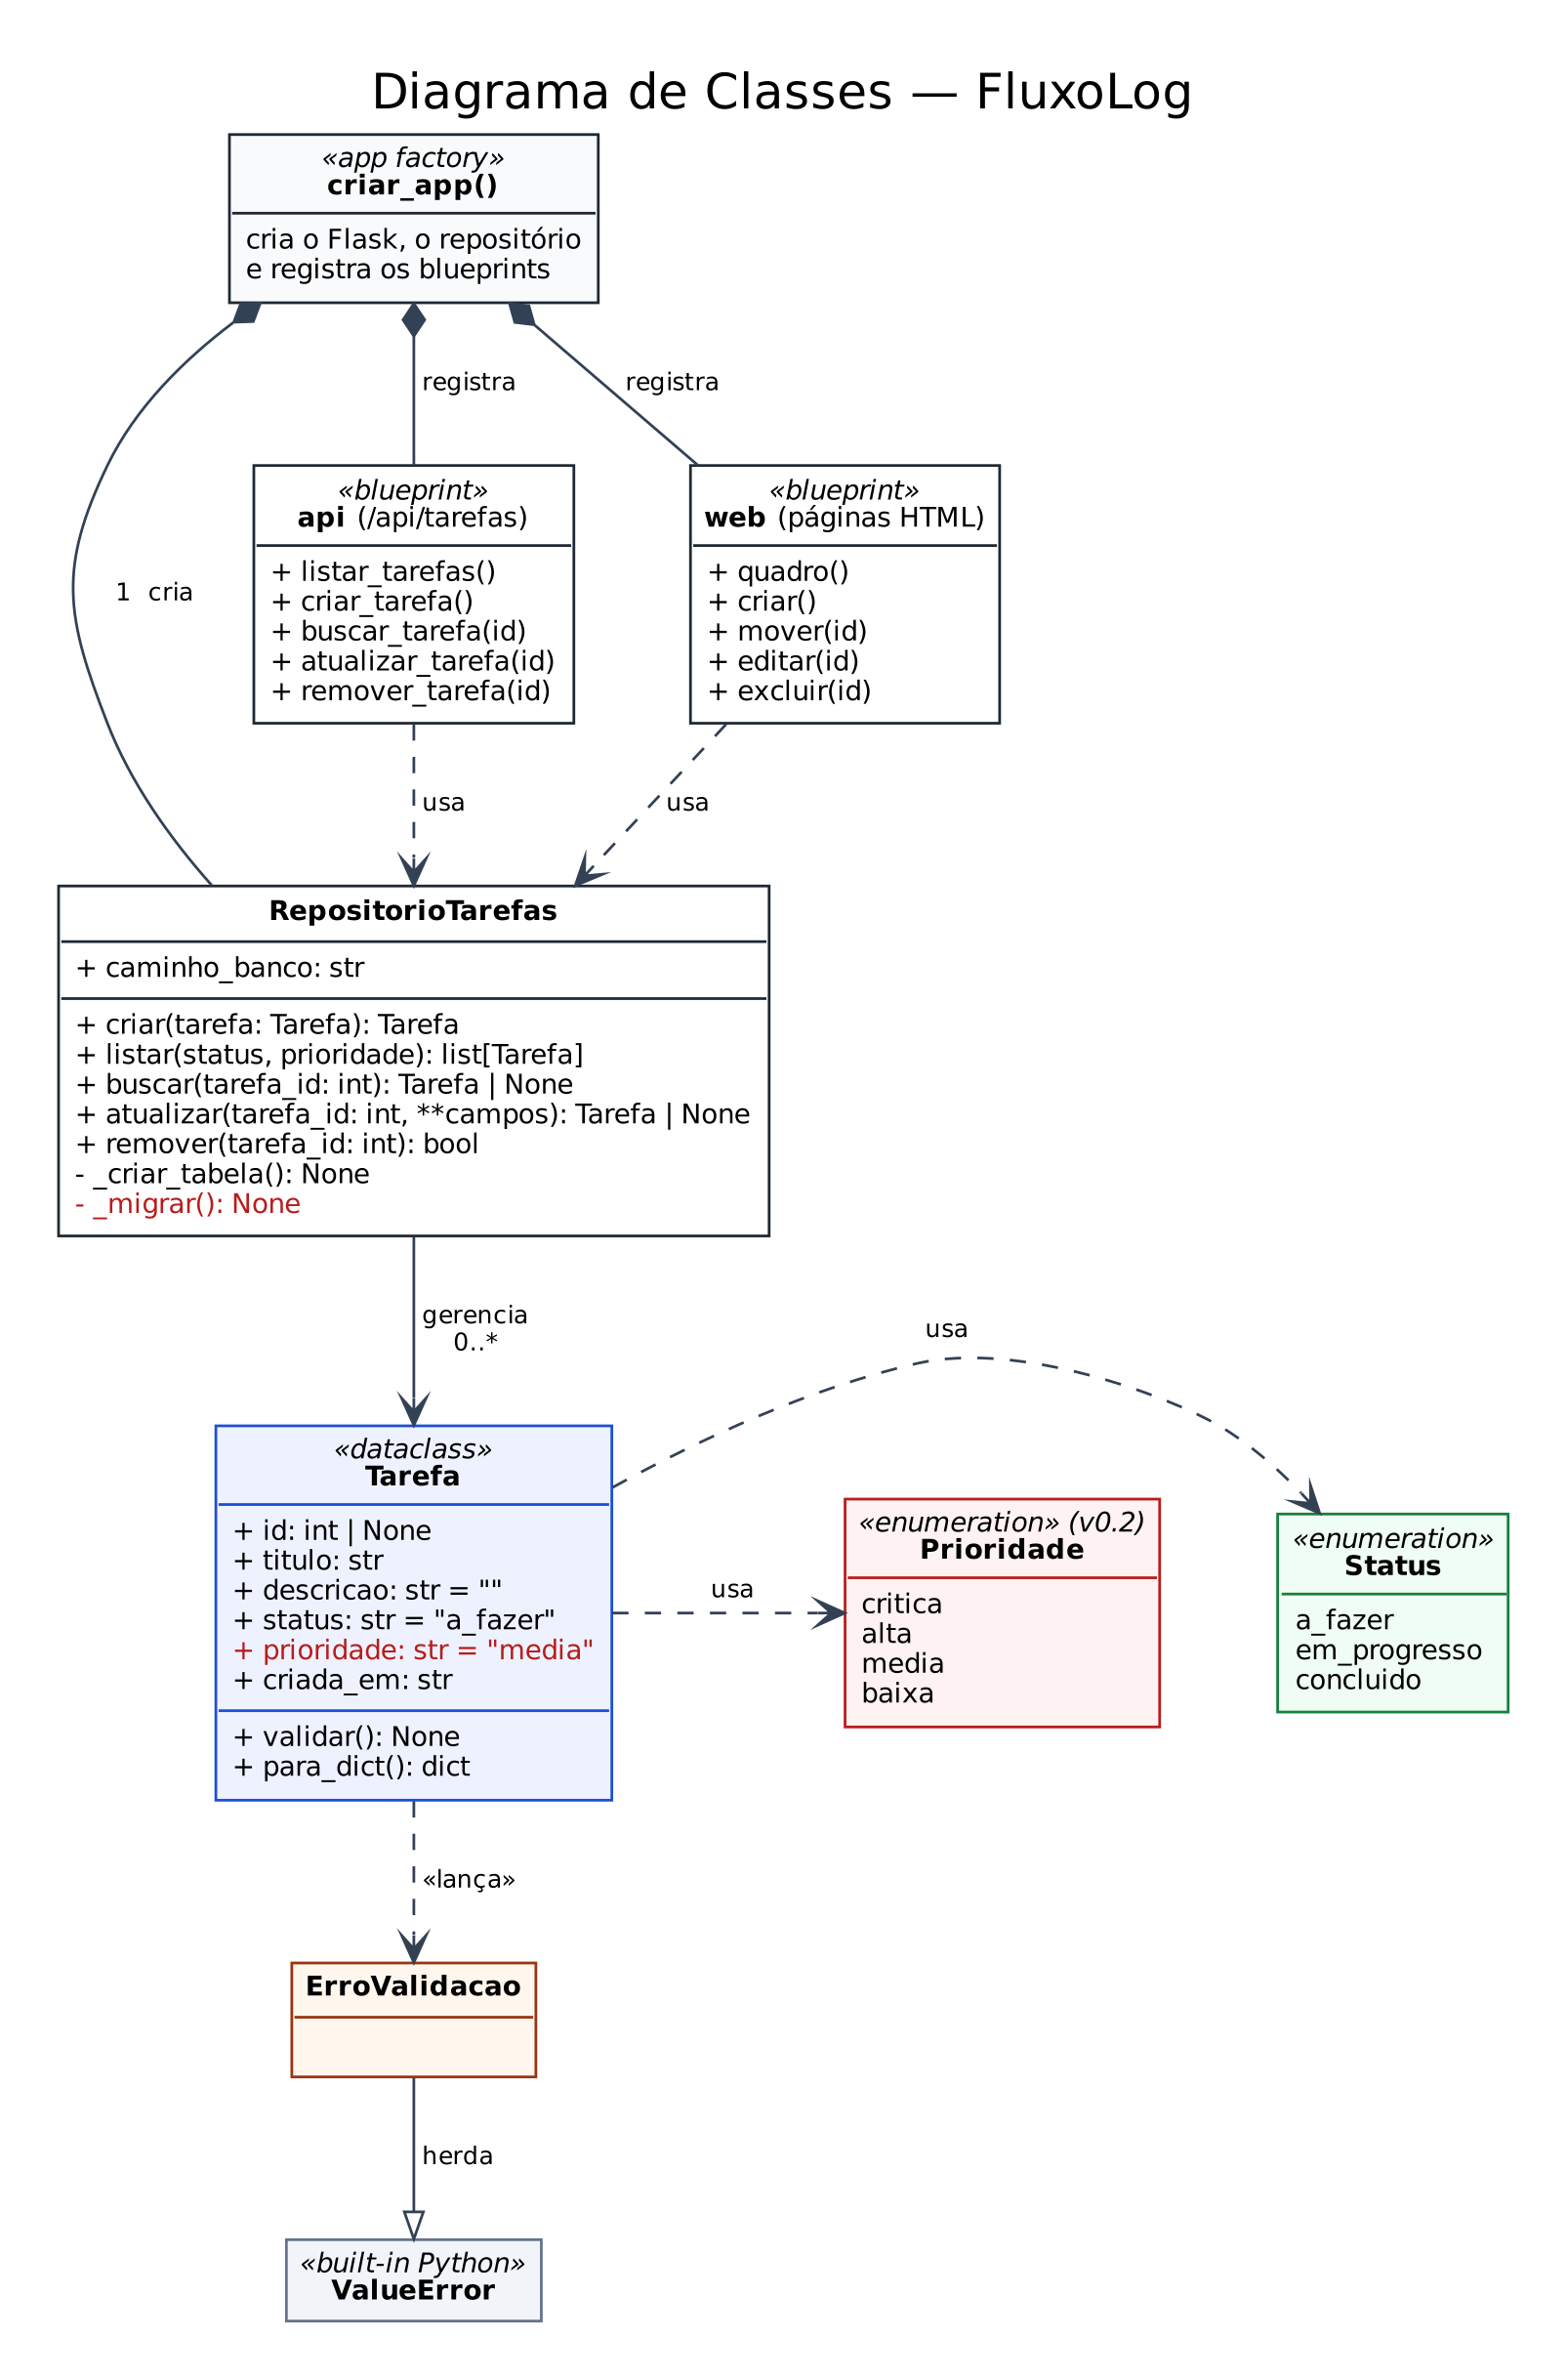 Diagrama de Classes — FluxoLog
«app factory»
criar_app()
cria o Flask, o repositório
e registra os blueprints
registra
registra
«blueprint»
api (/api/tarefas)
+ listar_tarefas()
+ criar_tarefa()
+ buscar_tarefa(id)
+ atualizar_tarefa(id)
+ remover_tarefa(id)
«blueprint»
web (páginas HTML)
+ quadro()
+ criar()
+ mover(id)
+ editar(id)
+ excluir(id)
1 cria
usa
usa
RepositorioTarefas
+ caminho_banco: str
+ criar(tarefa: Tarefa): Tarefa
+ listar(status, prioridade): list[Tarefa]
+ buscar(tarefa_id: int): Tarefa | None
+ atualizar(tarefa_id: int, **campos): Tarefa | None
+ remover(tarefa_id: int): bool
- _criar_tabela(): None
- _migrar(): None
gerencia
0..*
usa
«dataclass»
Tarefa
+ id: int | None
+ titulo: str
+ descricao: str = ""
+ status: str = "a_fazer"
+ prioridade: str = "media"
+ criada_em: str
+ validar(): None
+ para_dict(): dict
usa
«enumeration» (v0.2)
Prioridade
critica
alta
media
baixa
«enumeration»
Status
a_fazer
em_progresso
concluido
«lança»
ErroValidacao
herda
«built-in Python»
ValueError